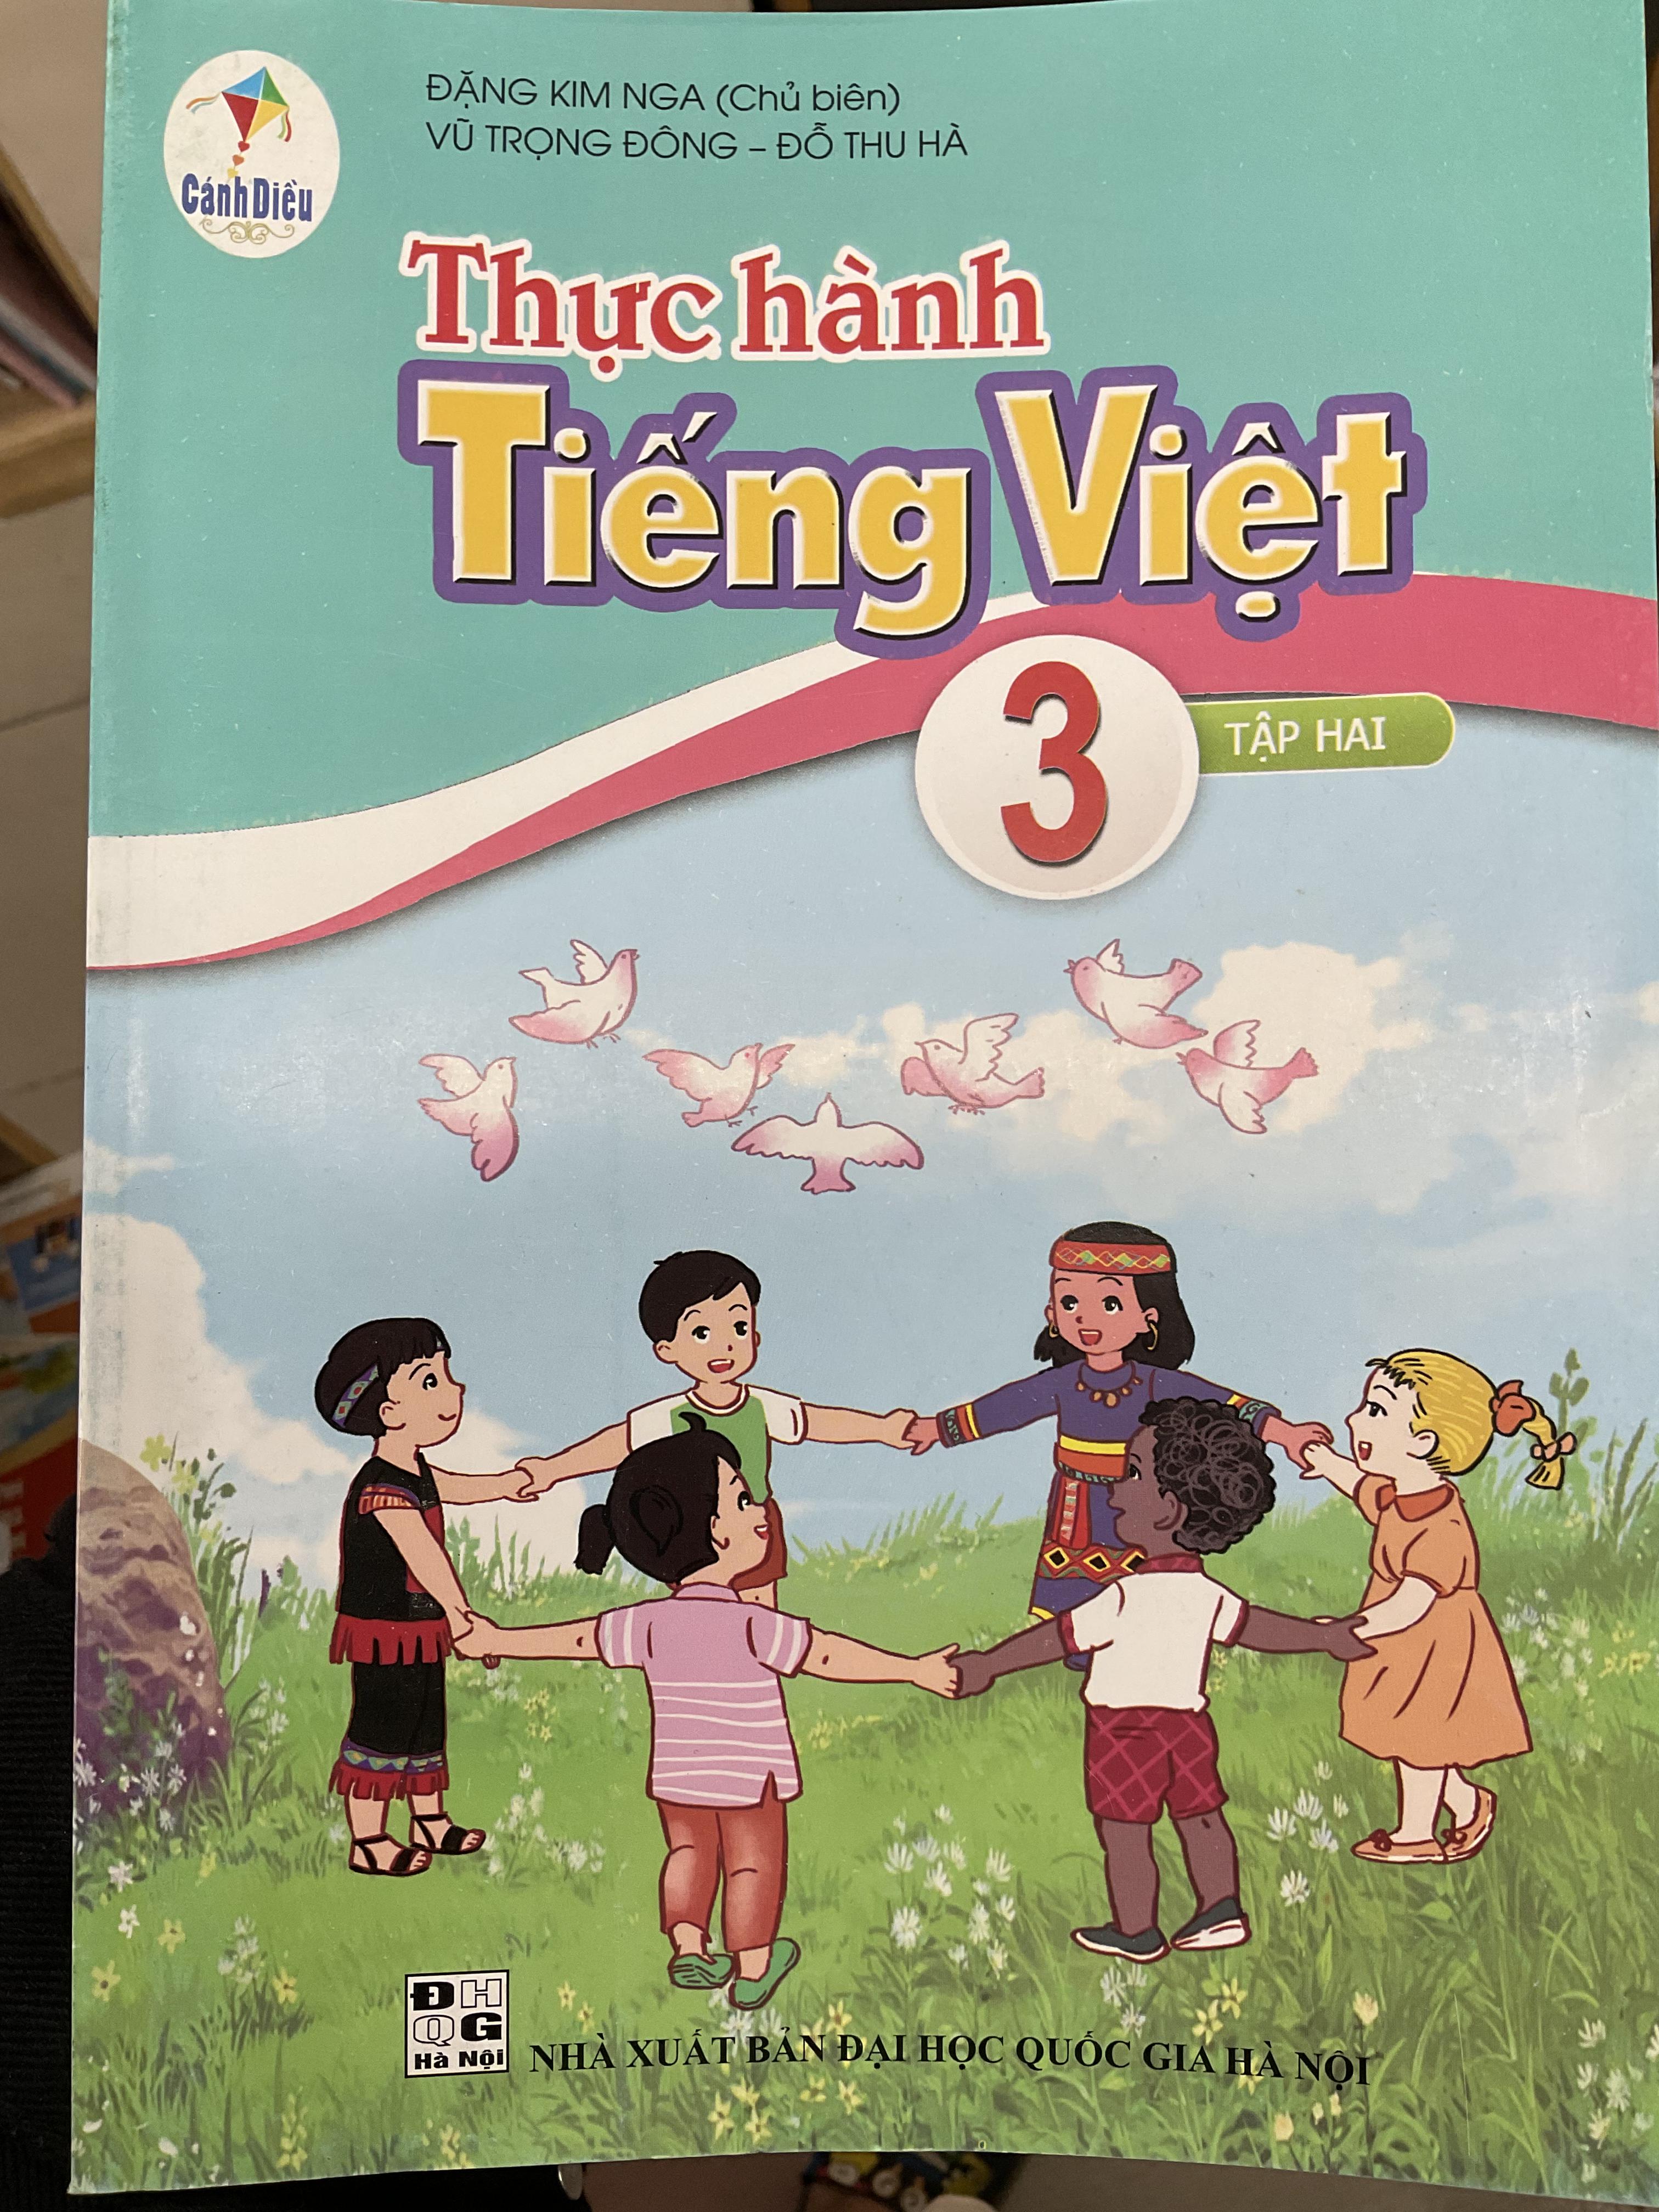 Cánh Diều
ĐẶNG KIM NGA (Chủ biên)
VŨ TRỌNG ĐÔNG – ĐỖ THU HÀ
Thực hành
Tiếng Việt
3
TẬP HAI
ĐH
QG
Hà Nội
NHÀ XUẤT BẢN ĐẠI HỌC QUỐC GIA HÀ NỘI